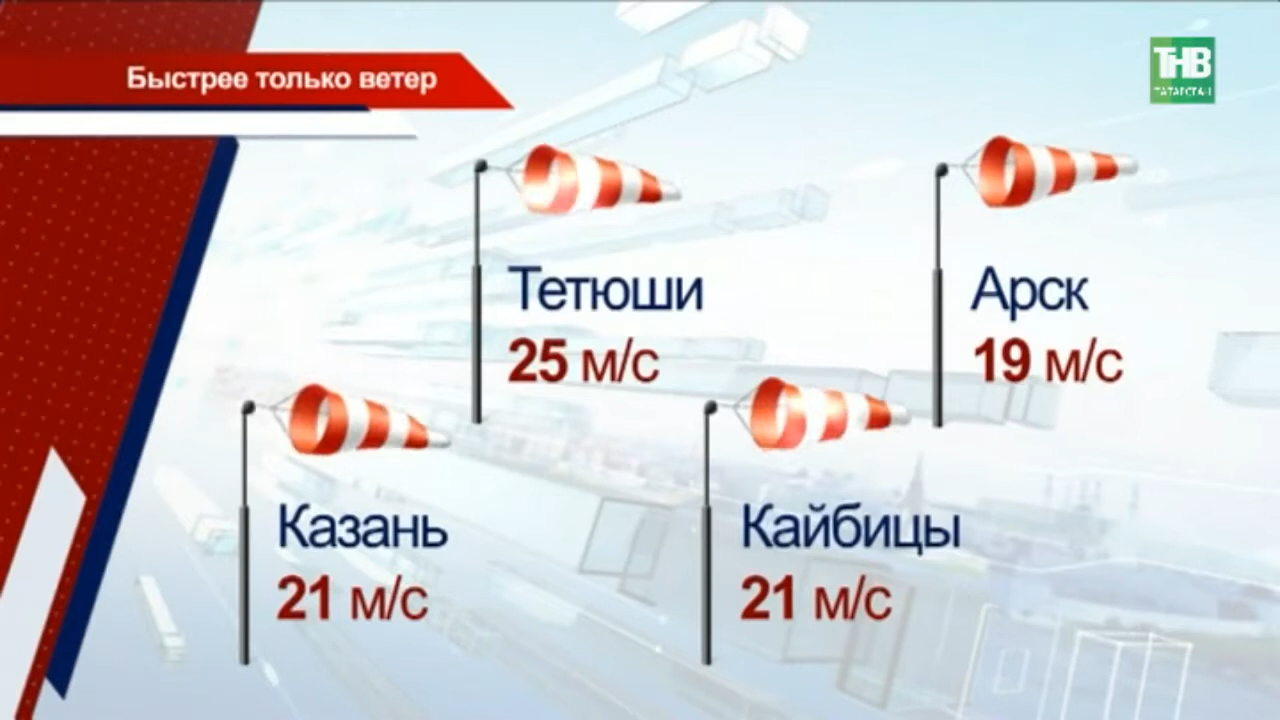 Быстрее только ветер
ТНВ
ТАТАРСТАН
Тетюши
25 м/с
Арск
19 м/с
Казань
21 м/с
Кайбицы
21 м/с